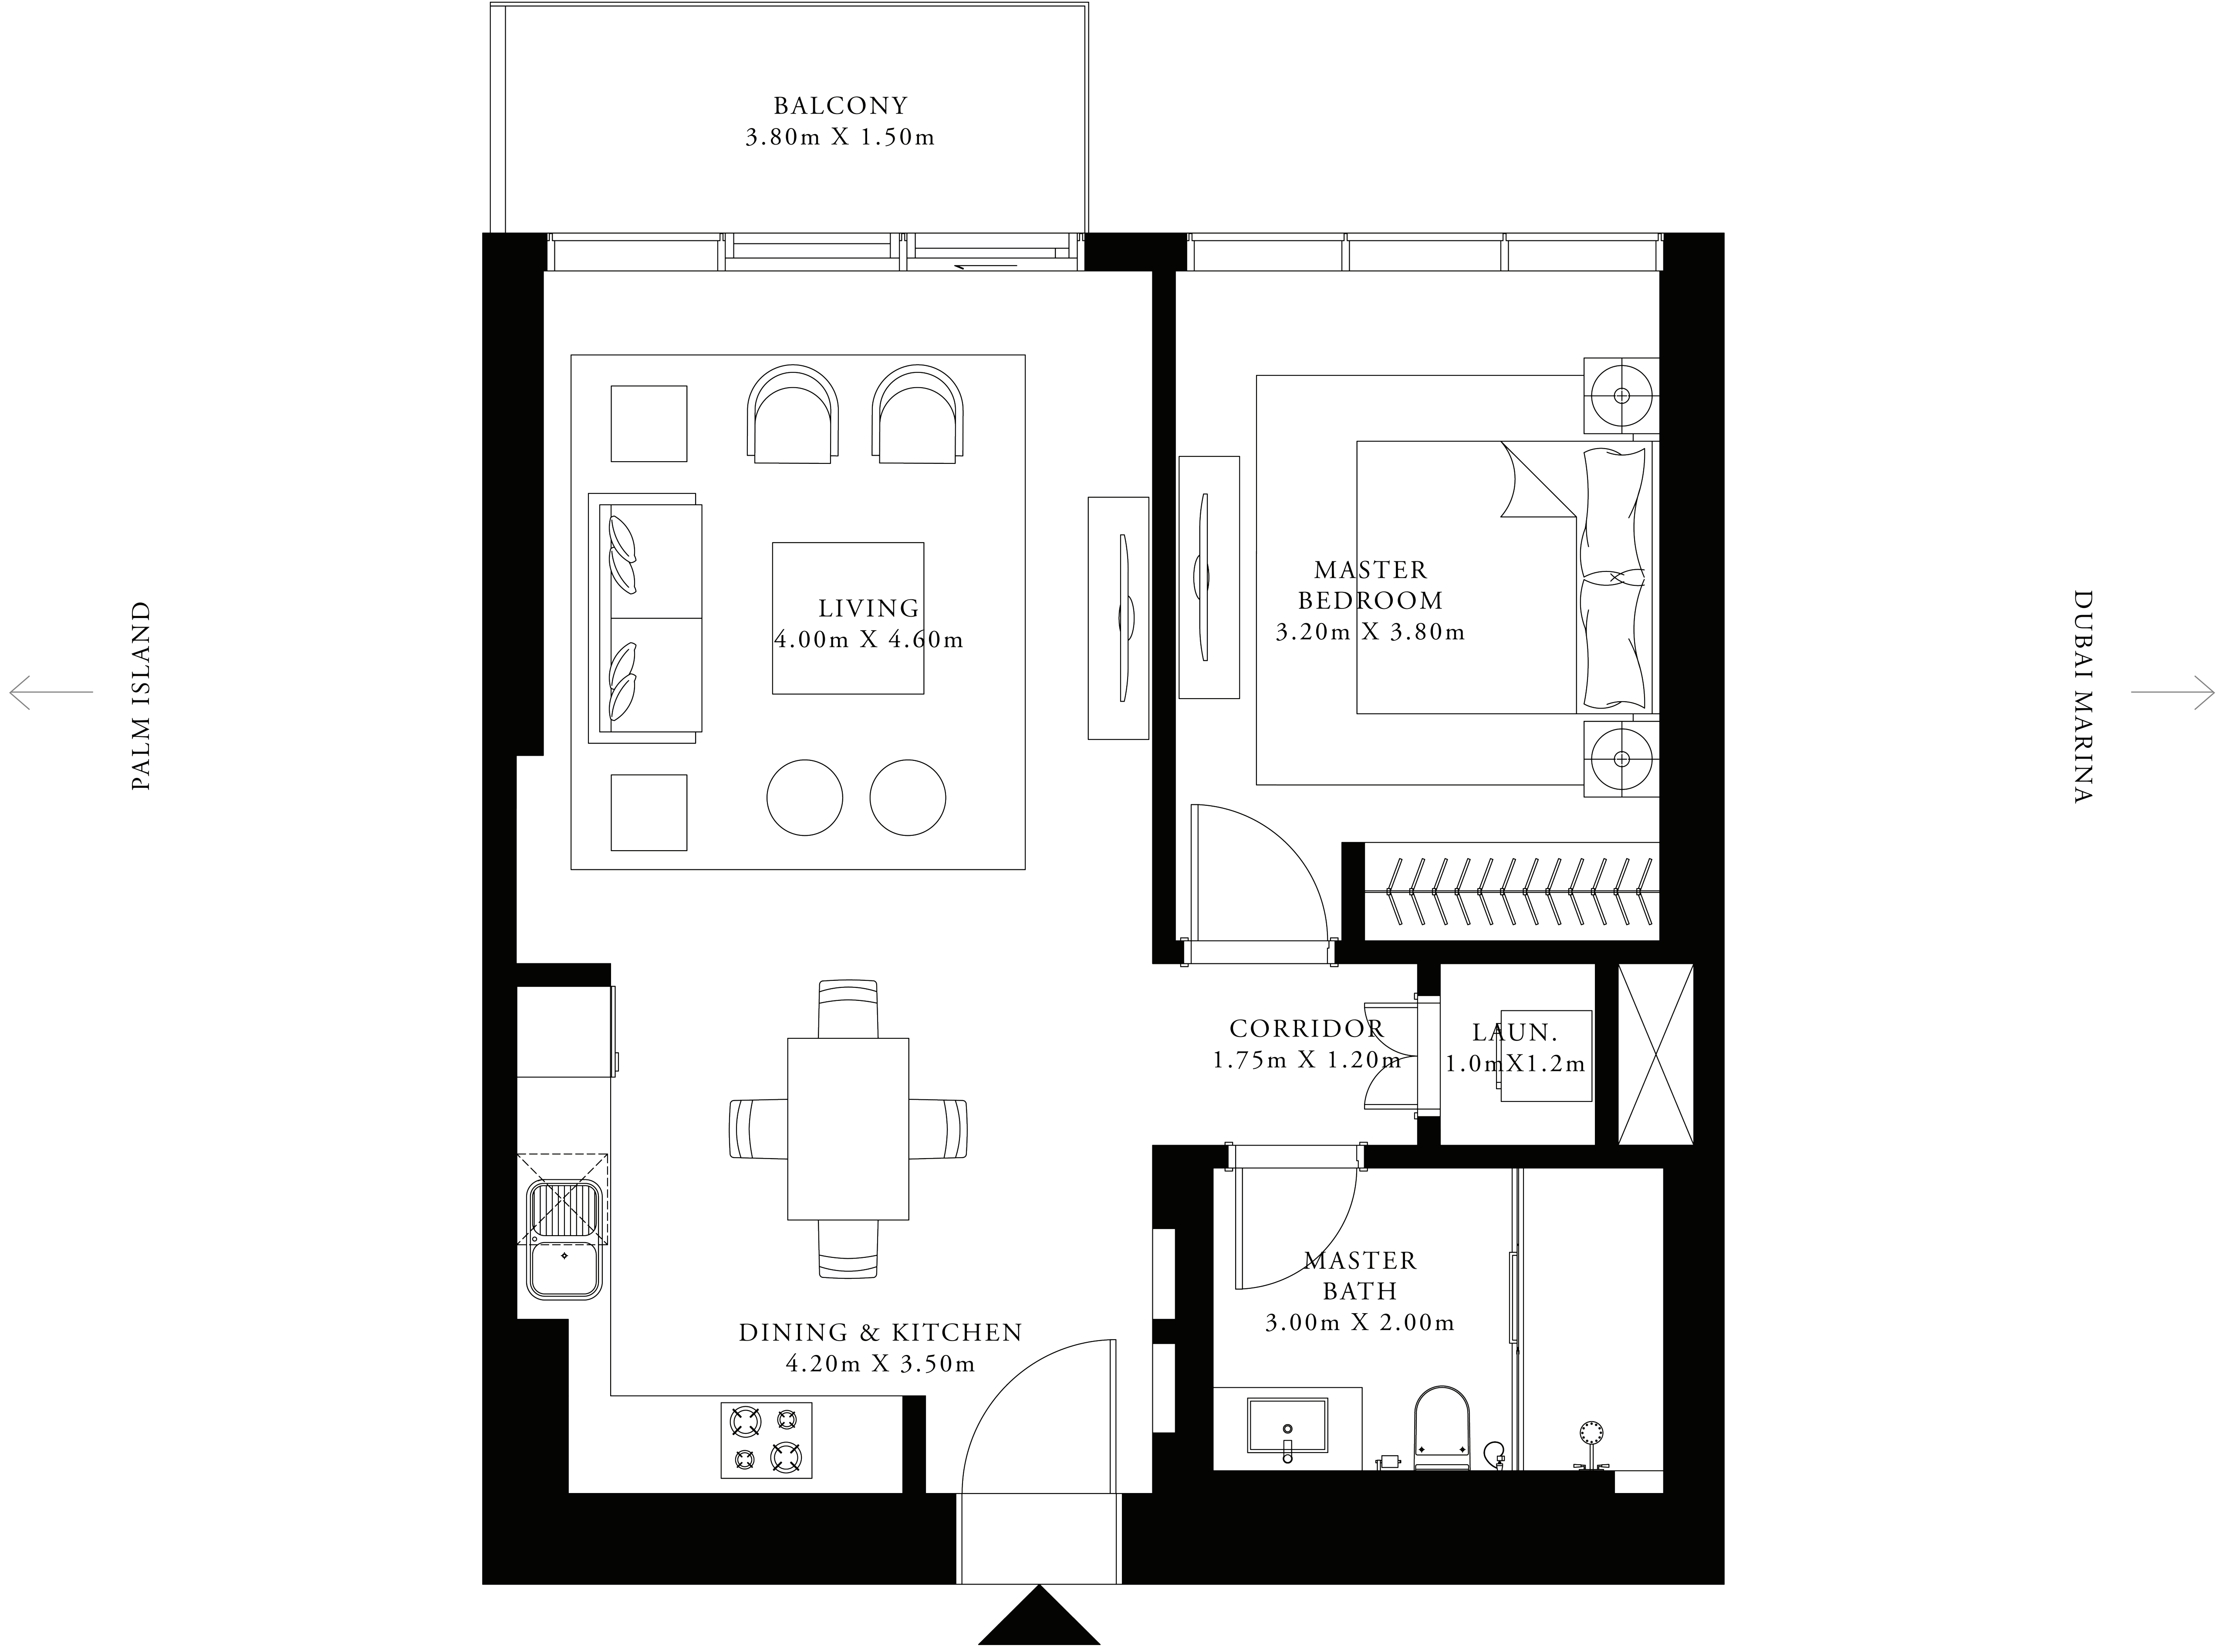 BALCONY
3.80m X 1.50m
LIVING
4.00m X 4.60m
MASTER
BEDROOM
3.20m X 3.80m
PALM ISLAND
DUBAI MARINA
CORRIDOR
1.75m X 1.20m
LAUN.
1.0mX1.2m
MASTER
BATH
3.00m X 2.00m
DINING & KITCHEN
4.20m X 3.50m